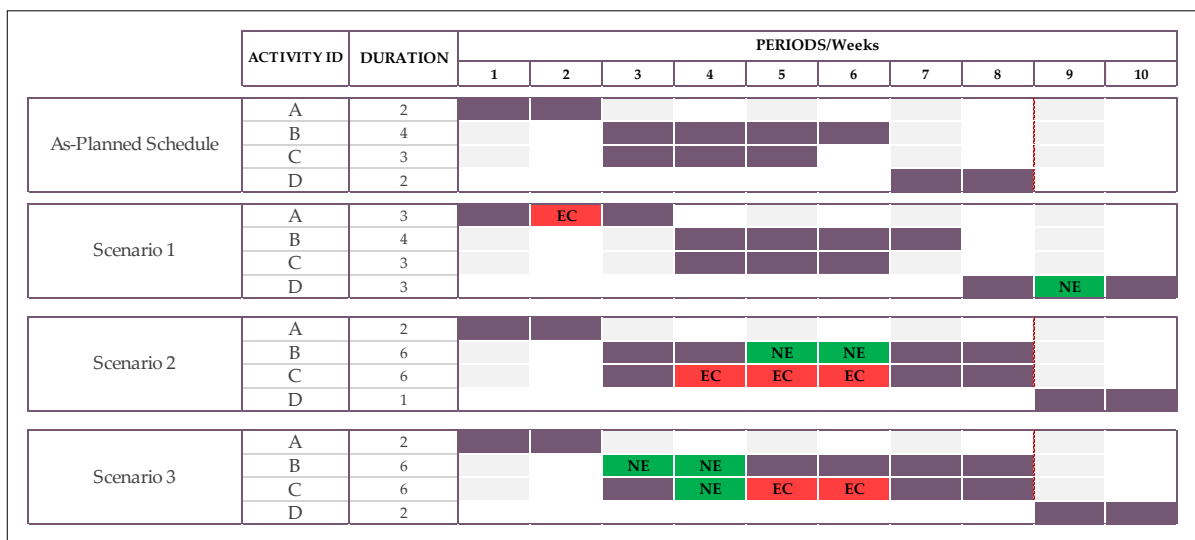 PERIODS/Weeks
ACTIVITY ID DURATION
1 2 3 4 5 6 7 8 9 10
A 2
B 4
As-Planned Schedule
C 3
D 2
A 3 EC
B 4
Scenario 1
C 3
D 3 NE
A 2
B 6 NE NE
Scenario 2
C 6 EC EC EC
D 1
A 2
B 6 NE NE
Scenario 3
C 6 NE EC EC
D 2